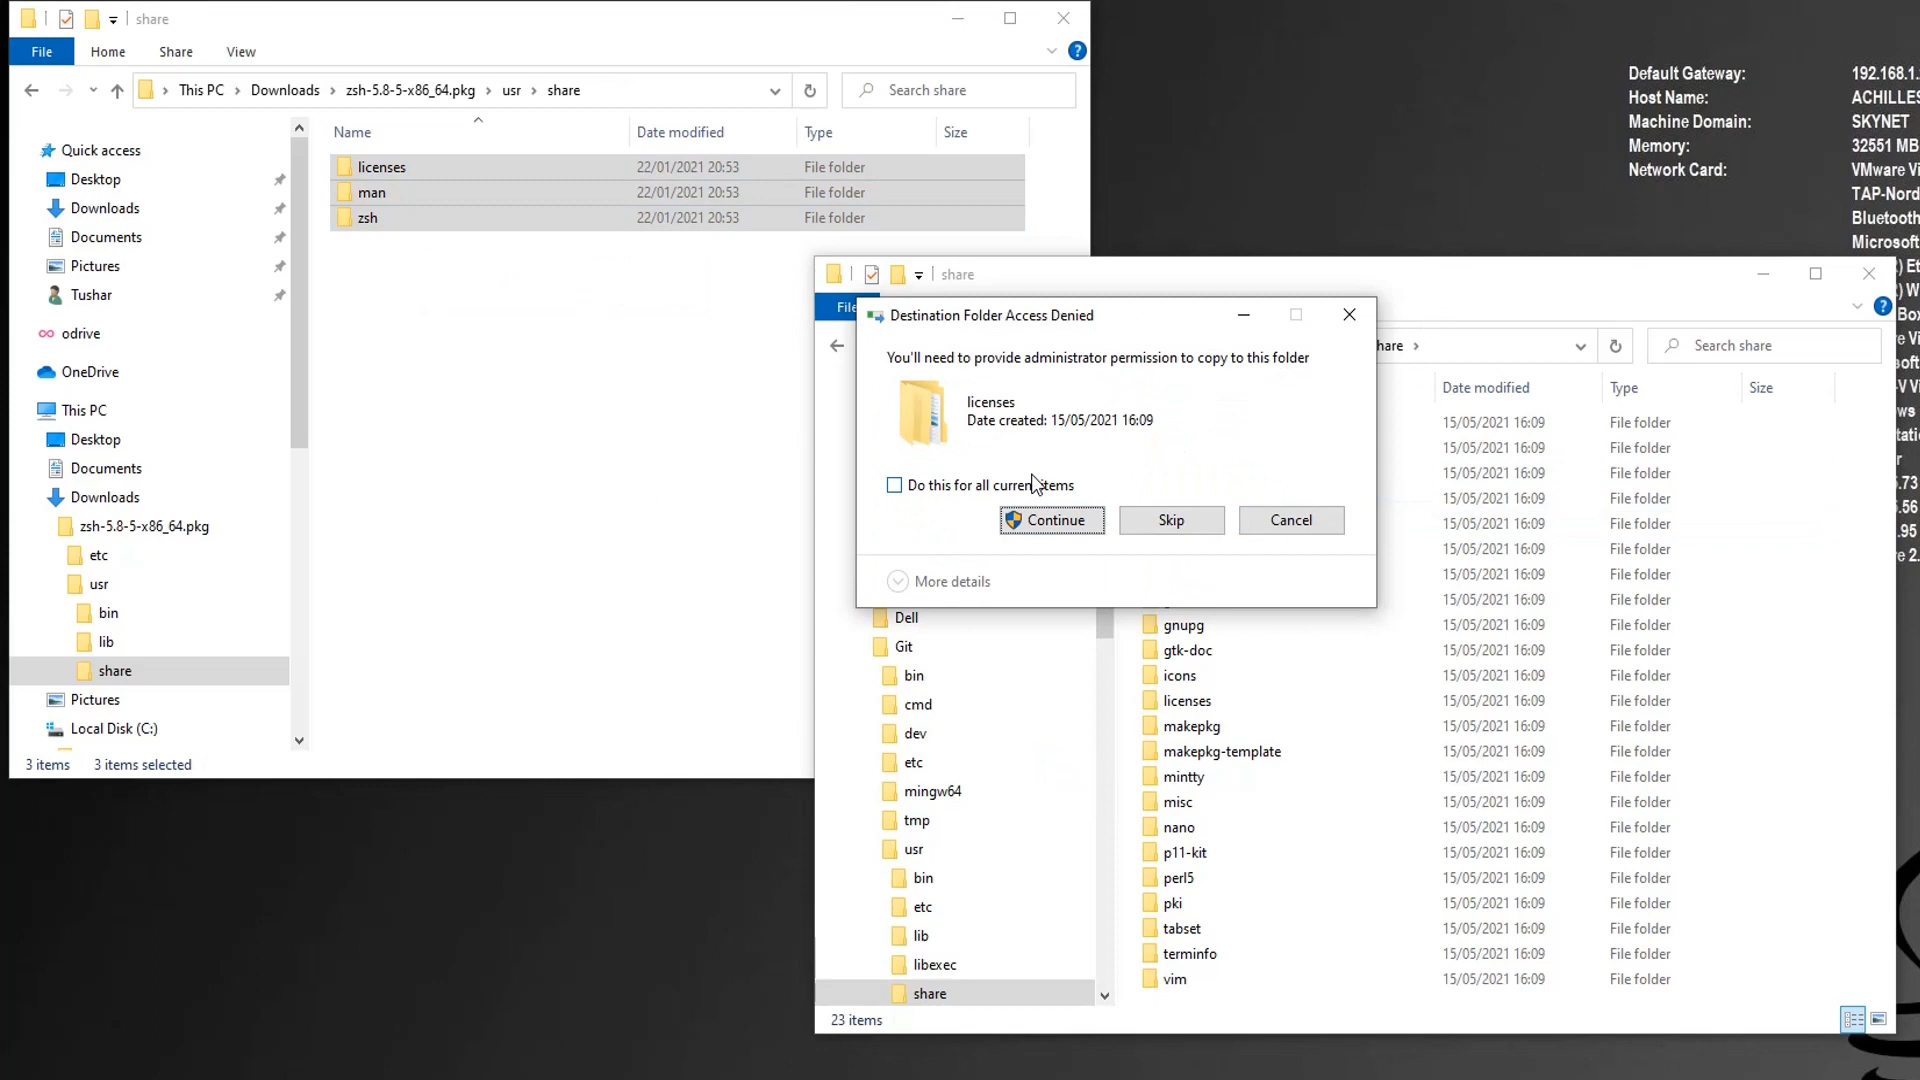 share
File Home Share View
This PC Downloads zsh-5.8-5-x86_64.pkg usr share
Search share
Name Date modified Type Size
licenses 22/01/2021 20:53 File folder
man 22/01/2021 20:53 File folder
zsh 22/01/2021 20:53 File folder
Quick access
Desktop
Downloads
Documents
Pictures
Tushar
odrive
OneDrive
This PC
Desktop
Documents
Downloads
zsh-5.8-5-x86_64.pkg
etc
usr
bin
lib
share
Pictures
Local Disk (C:)
3 items 3 items selected
Default Gateway: 192.168.1.
Host Name: ACHILLES
Machine Domain: SKYNET
Memory: 32551 MB
Network Card: VMware Vi
TAP-Nord
Bluetooth
Microsoft
share
File
Search share
Date modified Type Size
Destination Folder Access Denied
You'll need to provide administrator permission to copy to this folder
licenses
Date created: 15/05/2021 16:09
Do this for all current items
Continue Skip Cancel
More details
15/05/2021 16:09 File folder
15/05/2021 16:09 File folder
15/05/2021 16:09 File folder
15/05/2021 16:09 File folder
15/05/2021 16:09 File folder
15/05/2021 16:09 File folder
15/05/2021 16:09 File folder
15/05/2021 16:09 File folder
gnupg 15/05/2021 16:09 File folder
gtk-doc 15/05/2021 16:09 File folder
icons 15/05/2021 16:09 File folder
licenses 15/05/2021 16:09 File folder
makepkg 15/05/2021 16:09 File folder
makepkg-template 15/05/2021 16:09 File folder
mintty 15/05/2021 16:09 File folder
misc 15/05/2021 16:09 File folder
nano 15/05/2021 16:09 File folder
p11-kit 15/05/2021 16:09 File folder
perl5 15/05/2021 16:09 File folder
pki 15/05/2021 16:09 File folder
tabset 15/05/2021 16:09 File folder
terminfo 15/05/2021 16:09 File folder
vim 15/05/2021 16:09 File folder
Dell
Git
bin
cmd
dev
etc
mingw64
tmp
usr
bin
etc
lib
libexec
share
23 items